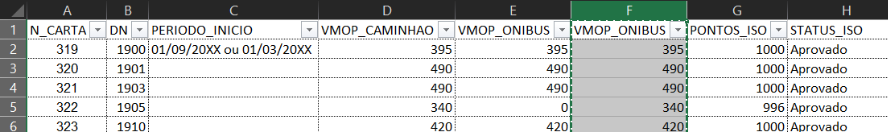 A B C D E F G H
1 N_CARTA DN PERIODO_INICIO VMOP_CAMINHAO VMOP_ONIBUS VMOP_ONIBUS PONTOS_ISO STATUS_ISO
2 319 1900 01/09/20XX ou 01/03/20XX 395 395 395 1000 Aprovado
3 320 1901 490 490 490 1000 Aprovado
4 321 1903 490 490 490 1000 Aprovado
5 322 1905 340 0 340 996 Aprovado
6 323 1910 420 420 420 1000 Aprovado